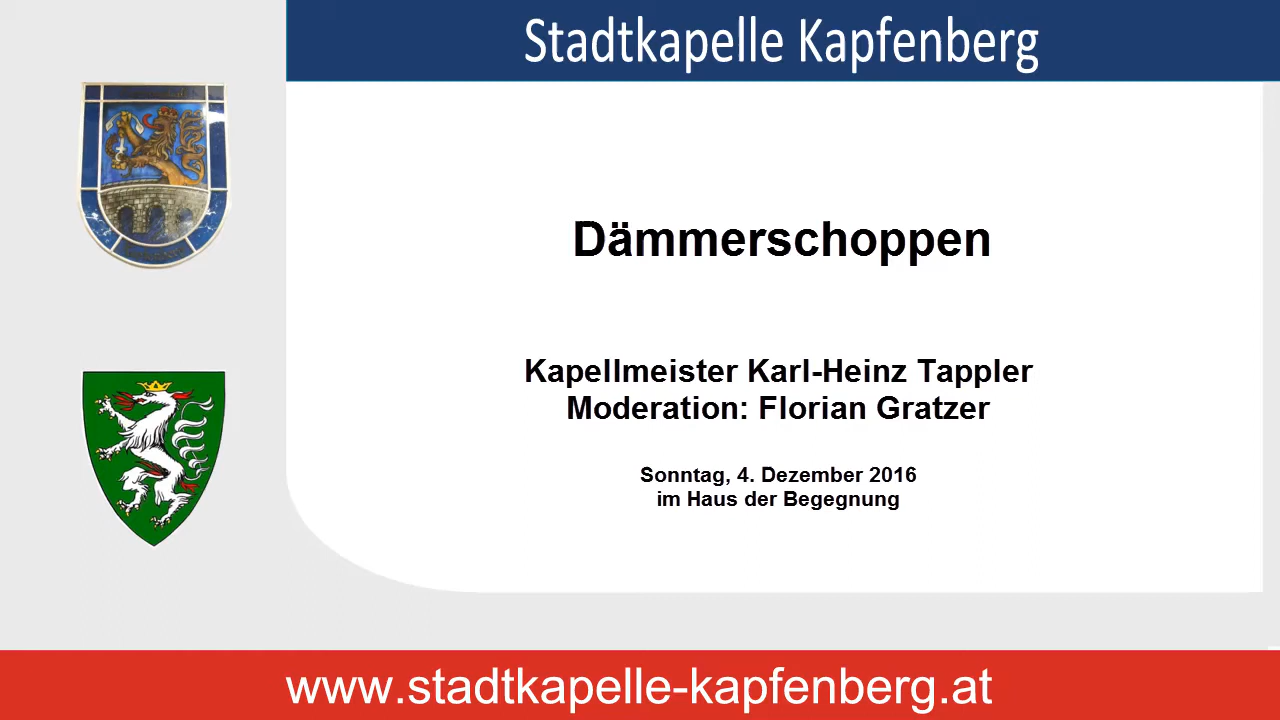 Stadtkapelle Kapfenberg
Dämmerschoppen
Kapellmeister Karl-Heinz Tappler
Moderation: Florian Gratzer
Sonntag, 4. Dezember 2016
im Haus der Begegnung
www.stadtkapelle-kapfenberg.at